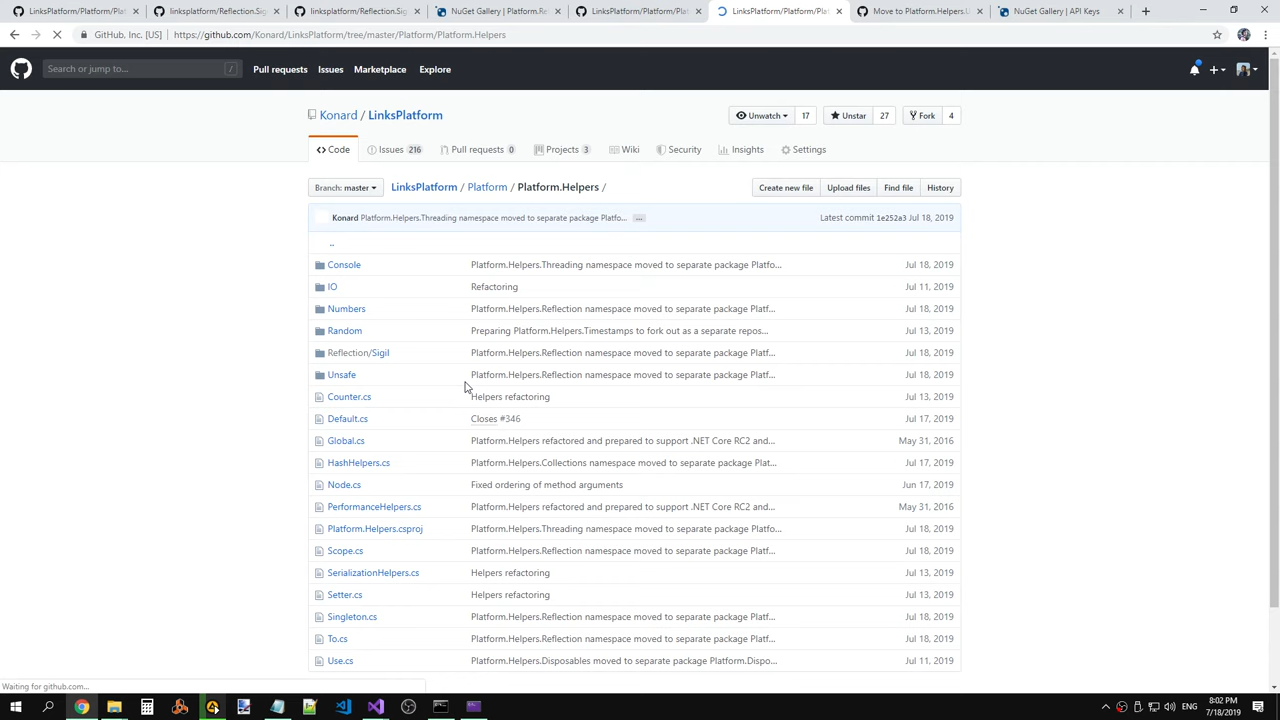 LinksPlatform/Platform/Plat
linksplatform/Reflection.Sig
linksplatform/Reflection.Sig
NuGet Gallery | Platform.Re
LinksPlatform/Platform/Plat
LinksPlatform/Platform/Plat
Move to Platform.Helpers.U
NuGet Gallery | API Keys
GitHub, Inc. [US] | https://github.com/Konard/LinksPlatform/tree/master/Platform/Platform.Helpers
Search or jump to... /
Pull requests Issues Marketplace Explore
Konard / LinksPlatform
Unwatch 17 Unstar 27 Fork 4
Code Issues 216 Pull requests 0 Projects 3 Wiki Security Insights Settings
Branch: master LinksPlatform / Platform / Platform.Helpers / Create new file Upload files Find file History
Konard Platform.Helpers.Threading namespace moved to separate package Platfo... ... Latest commit 1e252a3 Jul 18, 2019
..
Console Platform.Helpers.Threading namespace moved to separate package Platfo... Jul 18, 2019
IO Refactoring Jul 11, 2019
Numbers Platform.Helpers.Reflection namespace moved to separate package Platf... Jul 18, 2019
Random Preparing Platform.Helpers.Timestamps to fork out as a separate repos... Jul 13, 2019
Reflection/Sigil Platform.Helpers.Reflection namespace moved to separate package Platf... Jul 18, 2019
Unsafe Platform.Helpers.Reflection namespace moved to separate package Platf... Jul 18, 2019
Counter.cs Helpers refactoring Jul 13, 2019
Default.cs Closes #346 Jul 17, 2019
Global.cs Platform.Helpers refactored and prepared to support .NET Core RC2 and... May 31, 2016
HashHelpers.cs Platform.Helpers.Collections namespace moved to separate package Plat... Jul 17, 2019
Node.cs Fixed ordering of method arguments Jun 17, 2019
PerformanceHelpers.cs Platform.Helpers refactored and prepared to support .NET Core RC2 and... May 31, 2016
Platform.Helpers.csproj Platform.Helpers.Threading namespace moved to separate package Platfo... Jul 18, 2019
Scope.cs Platform.Helpers.Reflection namespace moved to separate package Platf... Jul 18, 2019
SerializationHelpers.cs Helpers refactoring Jul 13, 2019
Setter.cs Helpers refactoring Jul 13, 2019
Singleton.cs Platform.Helpers.Reflection namespace moved to separate package Platf... Jul 18, 2019
To.cs Platform.Helpers.Reflection namespace moved to separate package Platf... Jul 18, 2019
Use.cs Platform.Helpers.Disposables moved to separate package Platform.Dispo... Jul 11, 2019
Waiting for github.com...
ENG
8:02 PM
7/18/2019